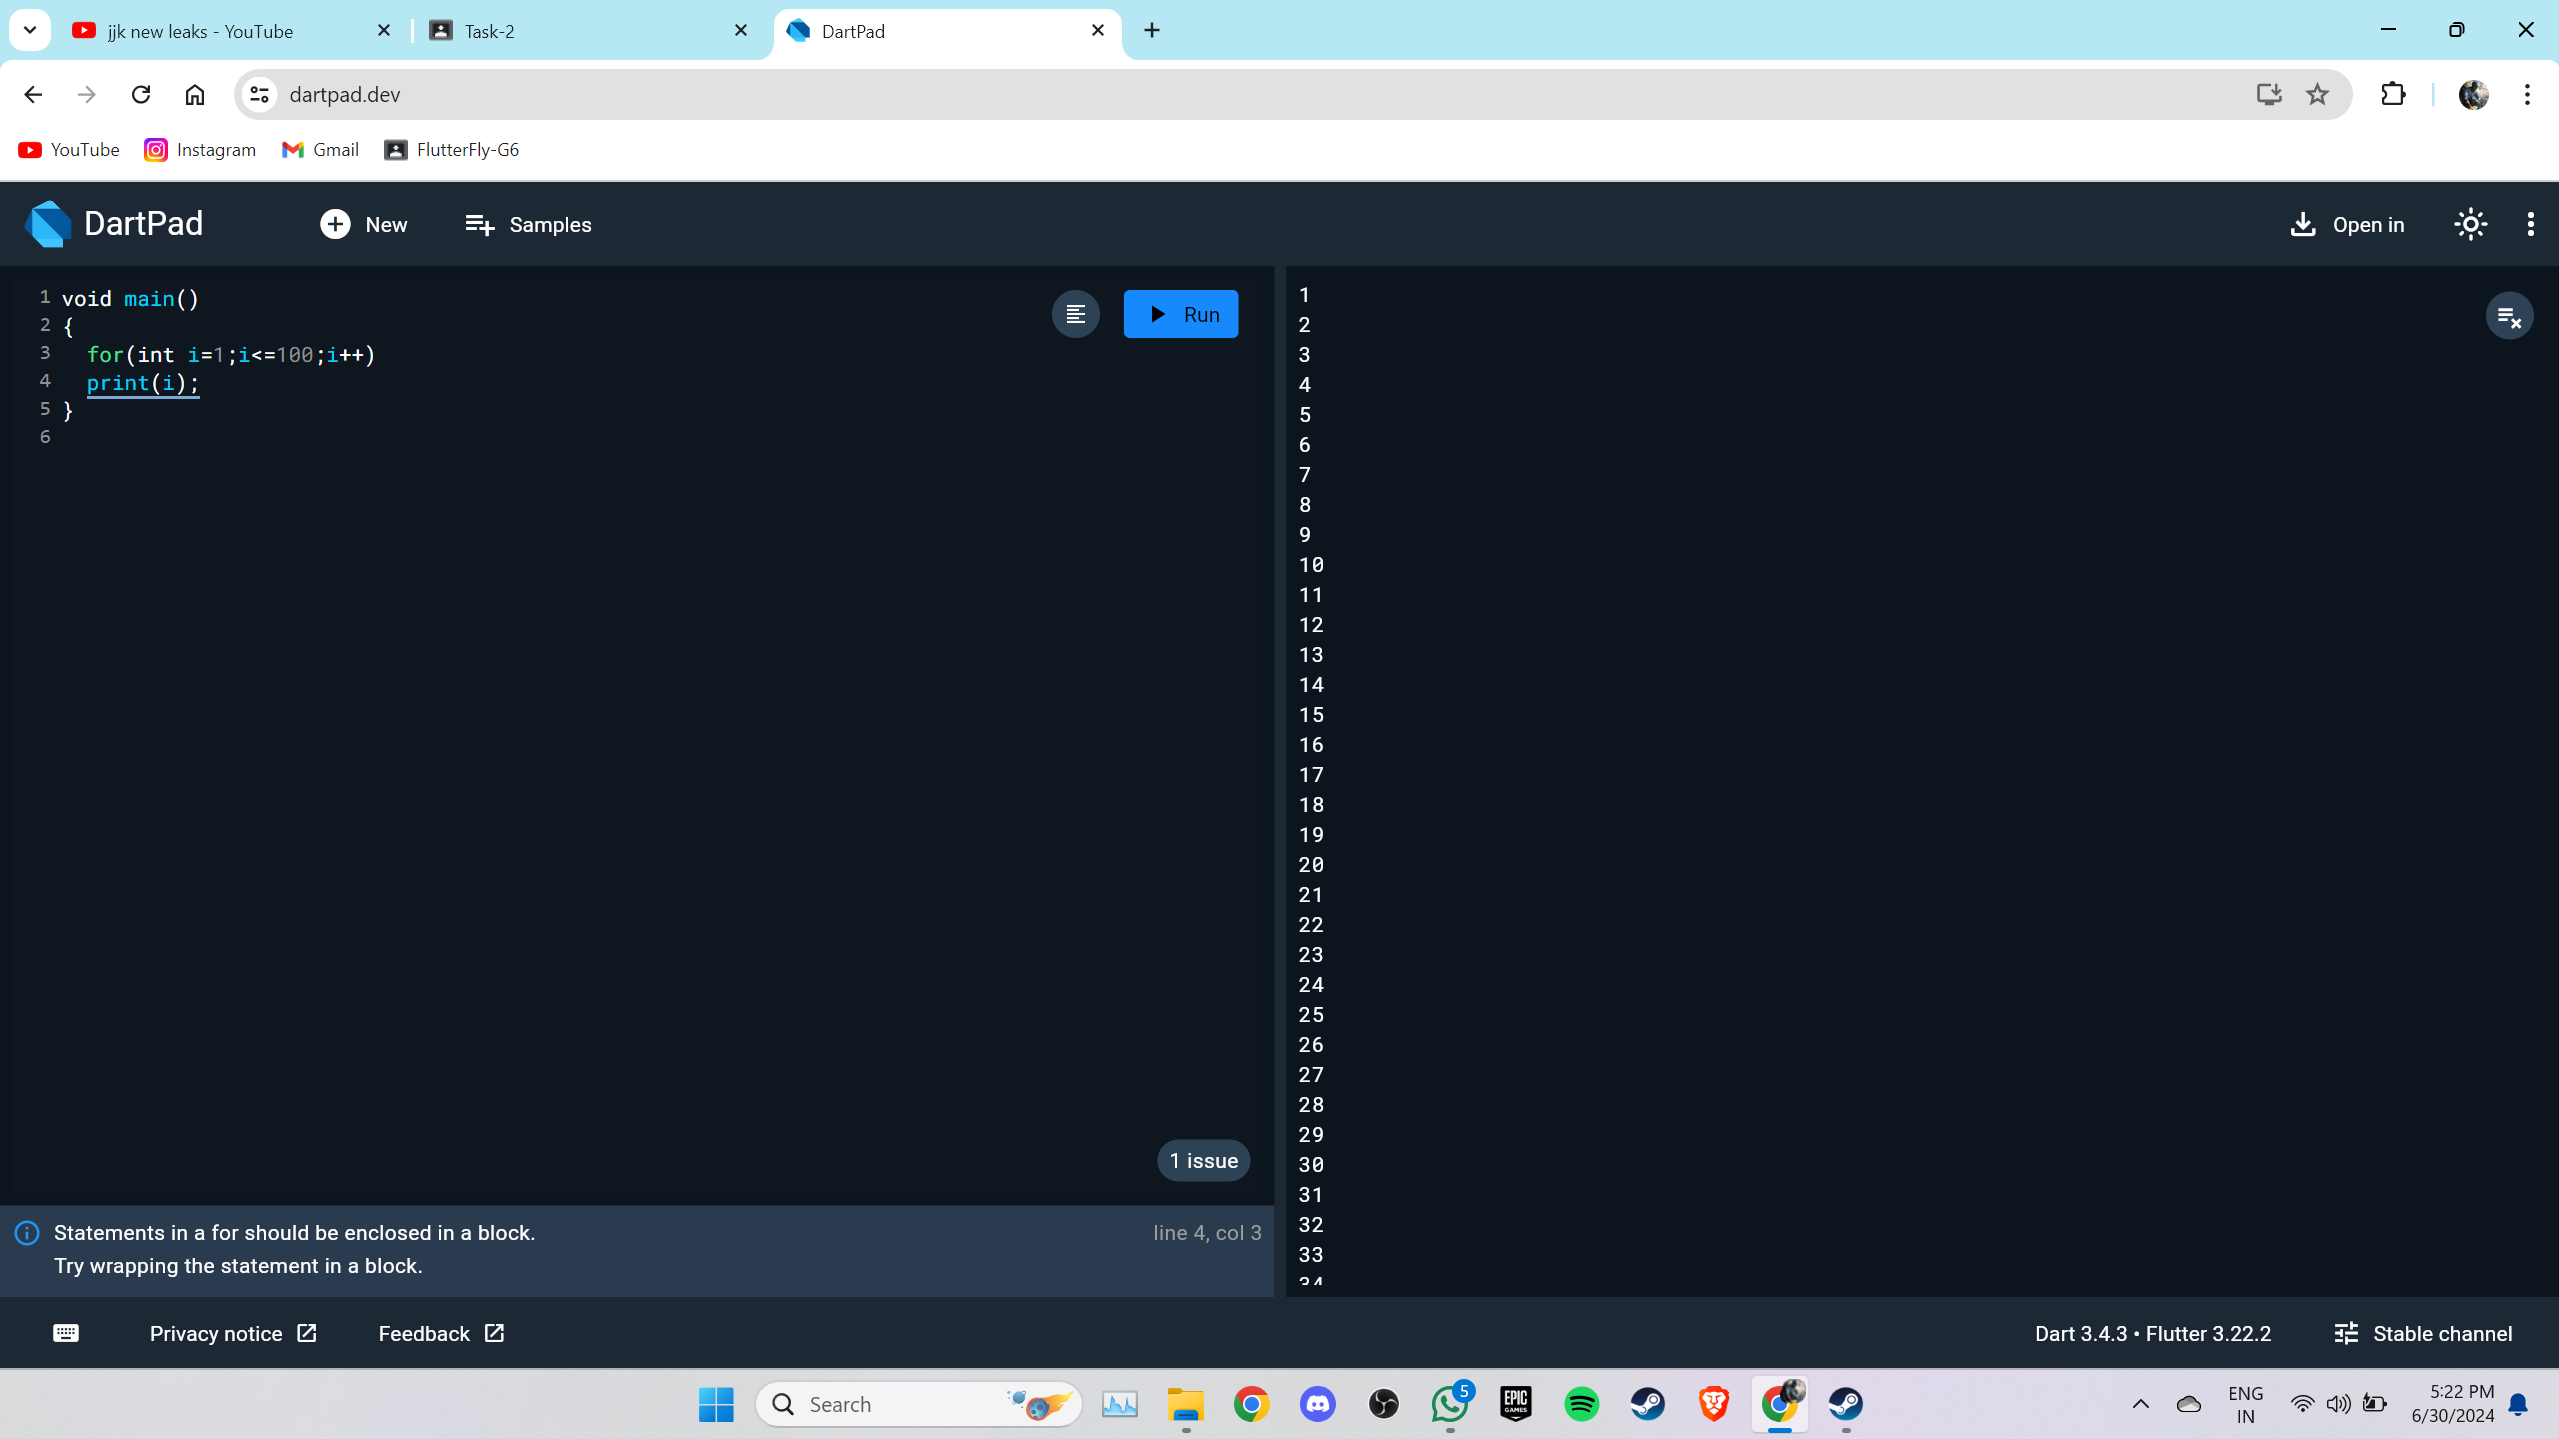 jjk new leaks - YouTube
Task-2
DartPad
dartpad.dev
YouTube
Instagram
Gmail
FlutterFly-G6
DartPad
New
Samples
Open in
1 void main()
2 {
3 for(int i=1;i<=100;i++)
4 print(i);
5 }
6
Run
1 issue
Statements in a for should be enclosed in a block.
line 4, col 3
Try wrapping the statement in a block.
1
2
3
4
5
6
7
8
9
10
11
12
13
14
15
16
17
18
19
20
21
22
23
24
25
26
27
28
29
30
31
32
33
34
Privacy notice
Feedback
Dart 3.4.3 • Flutter 3.22.2
Stable channel
Search
5
EPIC
GAMES
ENG
IN
5:22 PM
6/30/2024